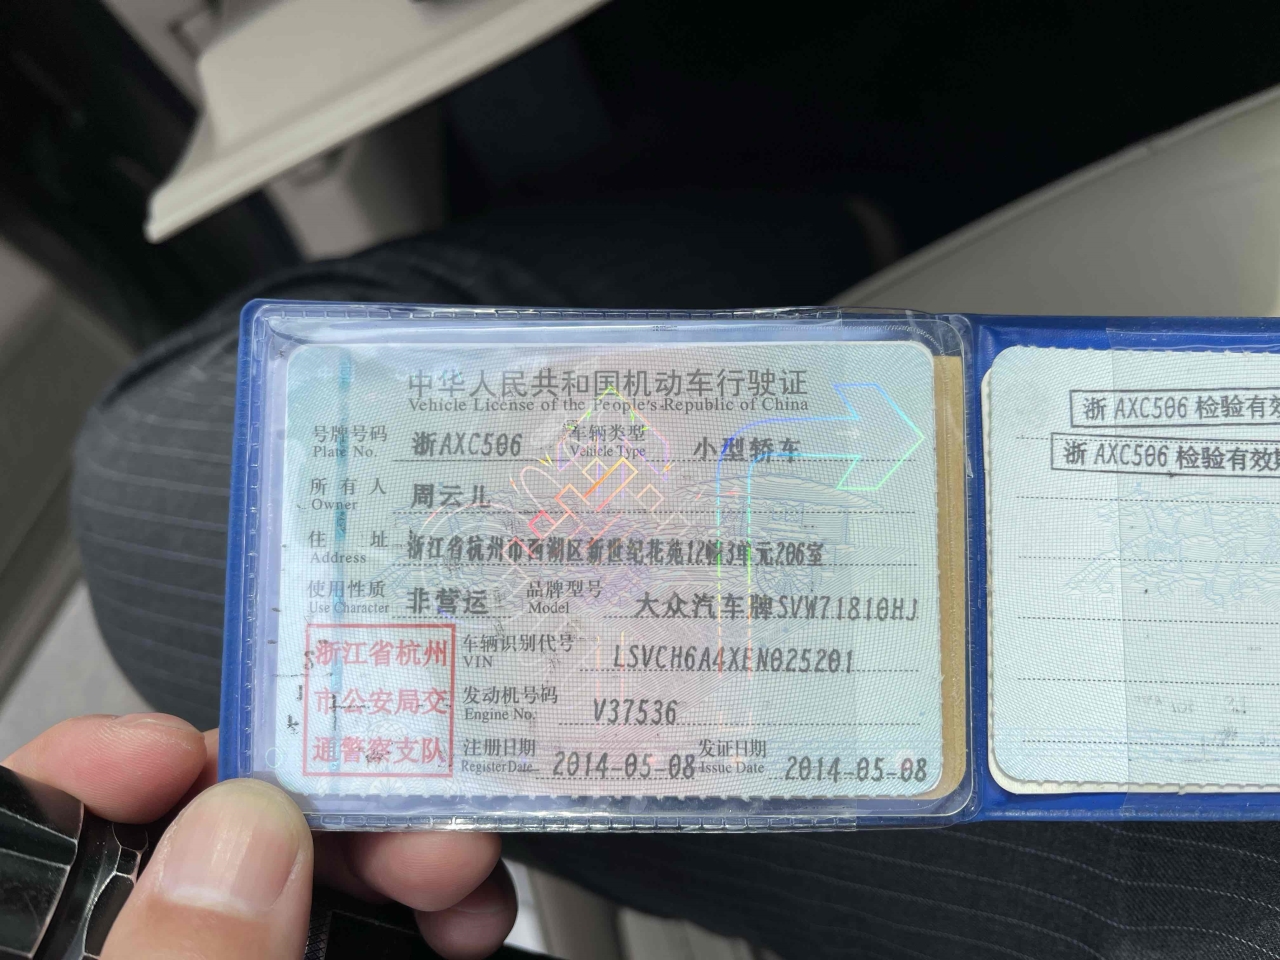 中华人民共和国机动车行驶证
Vehicle License of the People's Republic of China
号牌号码 浙AXC506 车辆类型 小型轿车
Plate No. Vehicle Type
所有人 周云儿
Owner
住址 浙江省杭州市西湖区新世纪花苑12幢3单元206室
Address
使用性质 非营运 品牌型号 大众汽车牌SVW71810HJ
Use Character Model
浙江省杭州
市公安局交
通警察支队
车辆识别代号 LSVCH6A4XEN025201
VIN
发动机号码 V37536
Engine No.
注册日期 2014-05-08 发证日期 2014-05-08
Register Date Issue Date
浙 AXC506 检验有效
浙 AXC506 检验有效期